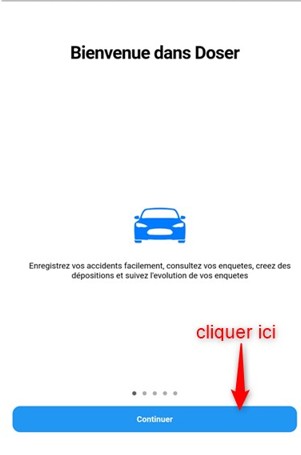 Bienvenue dans Doser
Enregistrez vos accidents facilement, consultez vos enquetes, creez des
dépositions et suivez l'evolution de vos enquetes
cliquer ici
Continuer